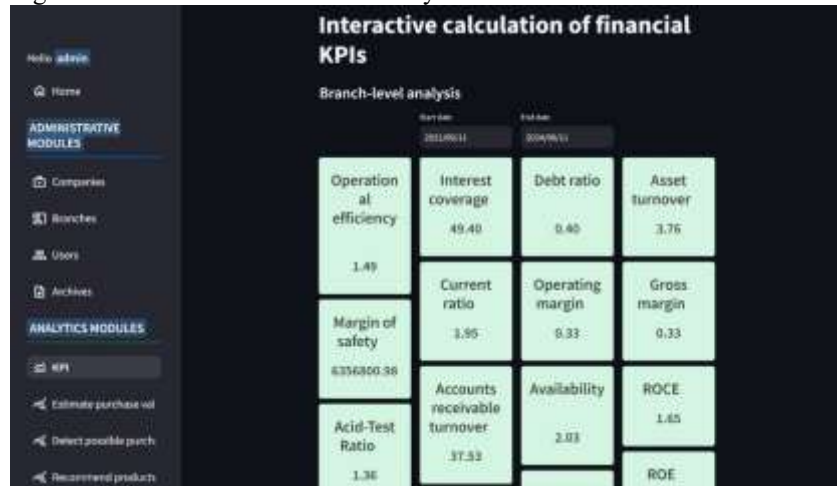 Interactive calculation of financial
KPIs
Branch-level analysis
Start date
End date
Hello admin
Home
ADMINISTRATIVE
MODULES
Companies
Branches
Users
Archives
ANALYTICS MODULES
KPI
Estimate purchase val
Detect possible purch
Recommend products
Operation
al
efficiency
1.49
Margin of
safety
6356800.98
Acid-Test
Ratio
1.36
Interest
coverage
49.40
Current
ratio
1.95
Accounts
receivable
turnover
37.53
Debt ratio
0.40
Operating
margin
0.33
Availability
2.03
Asset
turnover
3.76
Gross
margin
0.33
ROCE
1.65
ROE